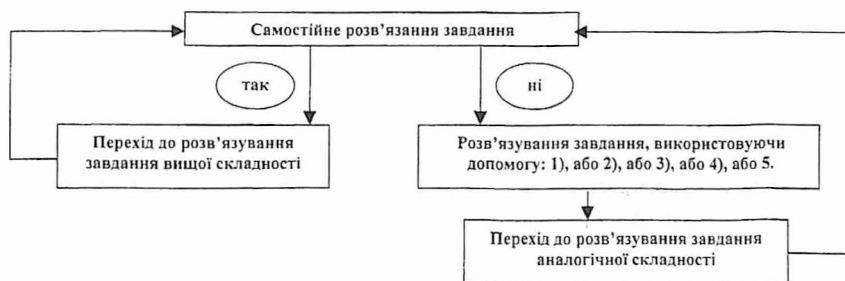 Самостійне розв'язання завдання
так
ні
Перехід до розв'язування
завдання вищої складності
Розв'язування завдання, використовуючи
допомогу: 1), або 2), або 3), або 4), або 5.
Перехід до розв'язування завдання
аналогічної складності